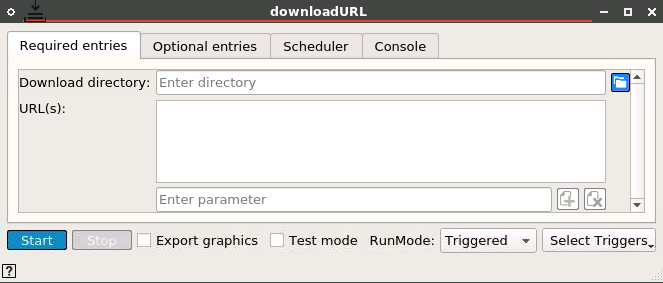 downloadURL
Required entries Optional entries Scheduler Console
Download directory: Enter directory
URL(s):
Enter parameter
Start Stop Export graphics Test mode RunMode: Triggered Select Triggers
?